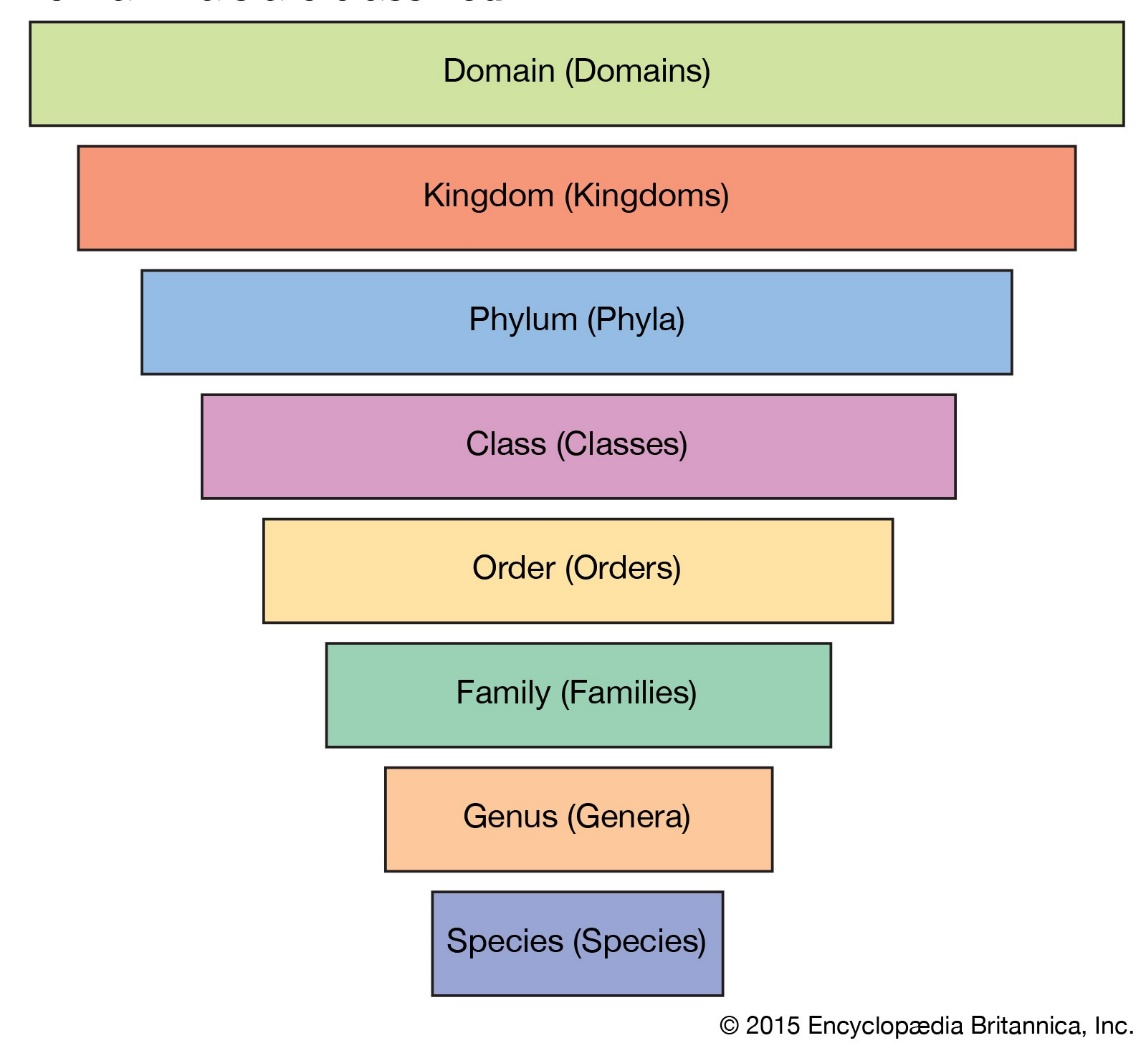 Domain (Domains)
Kingdom (Kingdoms)
Phylum (Phyla)
Class (Classes)
Order (Orders)
Family (Families)
Genus (Genera)
Species (Species)
© 2015 Encyclopædia Britannica, Inc.